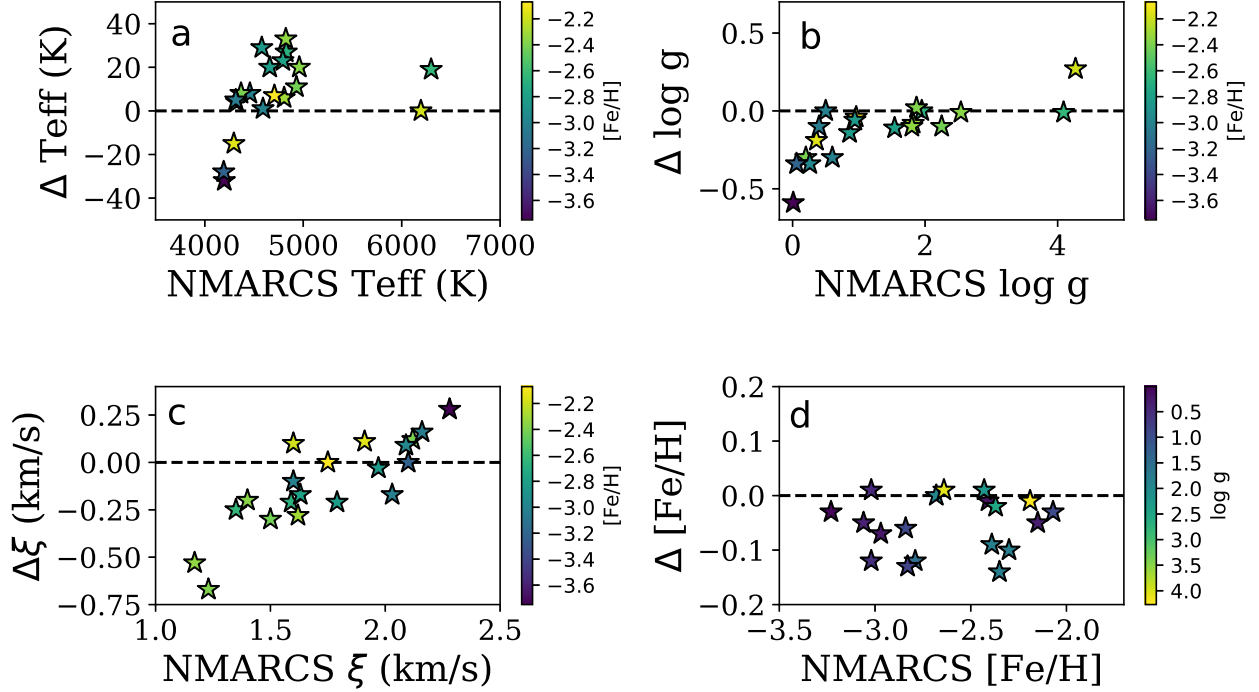 a
40
20
0
−20
−40
Δ Teff (K)
4000 5000 6000 7000
NMARCS Teff (K)
−2.2
−2.4
−2.6
−2.8
−3.0
−3.2
−3.4
−3.6
[Fe/H]
b
0.5
0.0
−0.5
Δ log g
0 2 4
NMARCS log g
−2.2
−2.4
−2.6
−2.8
−3.0
−3.2
−3.4
−3.6
[Fe/H]
c
0.25
0.00
−0.25
−0.50
−0.75
Δξ (km/s)
1.0 1.5 2.0 2.5
NMARCS ξ (km/s)
−2.2
−2.4
−2.6
−2.8
−3.0
−3.2
−3.4
−3.6
[Fe/H]
d
0.2
0.1
0.0
−0.1
−0.2
Δ [Fe/H]
−3.5 −3.0 −2.5 −2.0
NMARCS [Fe/H]
0.5
1.0
1.5
2.0
2.5
3.0
3.5
4.0
log g